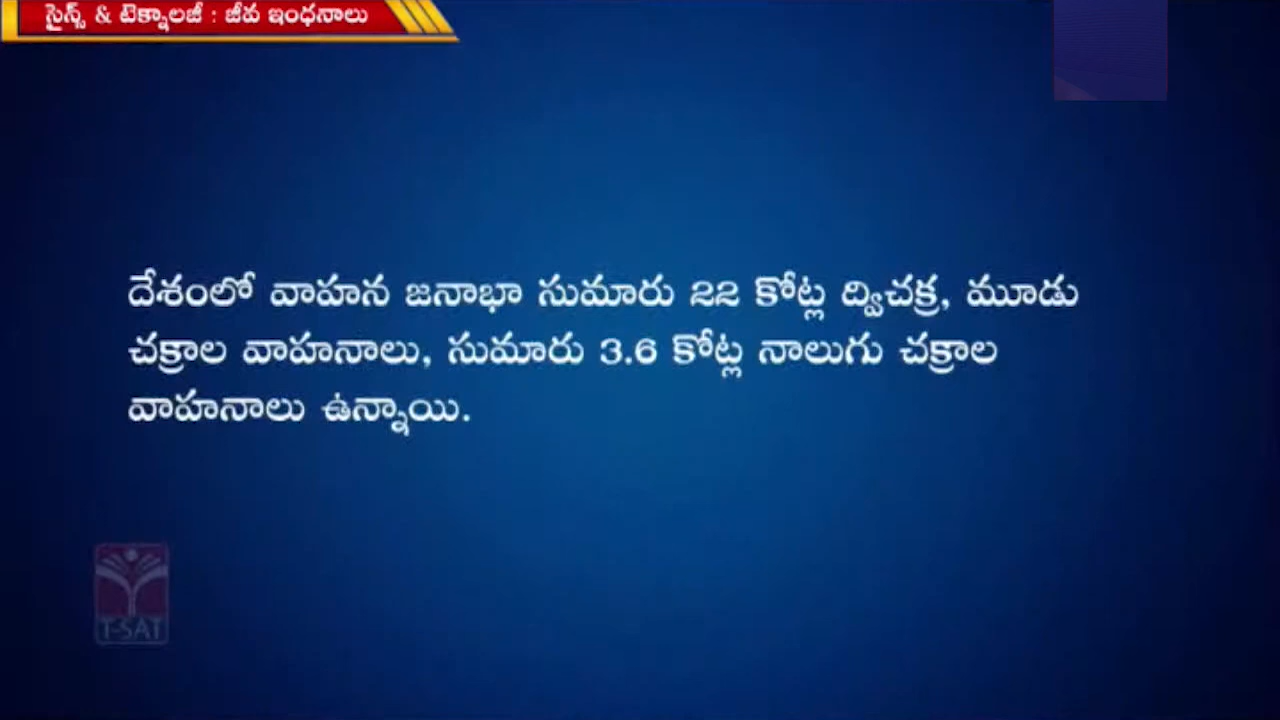 సైన్స్ & టెక్నాలజీ : జీవ ఇంధనాలు
దేశంలో వాహన జనాభా సుమారు 22 కోట్ల ద్విచక్ర, మూడు
చక్రాల వాహనాలు, సుమారు 3.6 కోట్ల నాలుగు చక్రాల
వాహనాలు ఉన్నాయి.
T-SAT